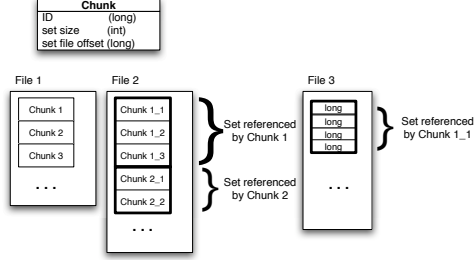 Chunk
ID (long)
set size (int)
set file offset (long)
File 1
File 2
File 3
Chunk 1
Chunk 2
Chunk 3
. . .
Chunk 1_1
Chunk 1_2
Chunk 1_3
Chunk 2_1
Chunk 2_2
. . .
Set referenced
by Chunk 1
Set referenced
by Chunk 2
long
long
long
long
. . .
Set referenced
by Chunk 1_1